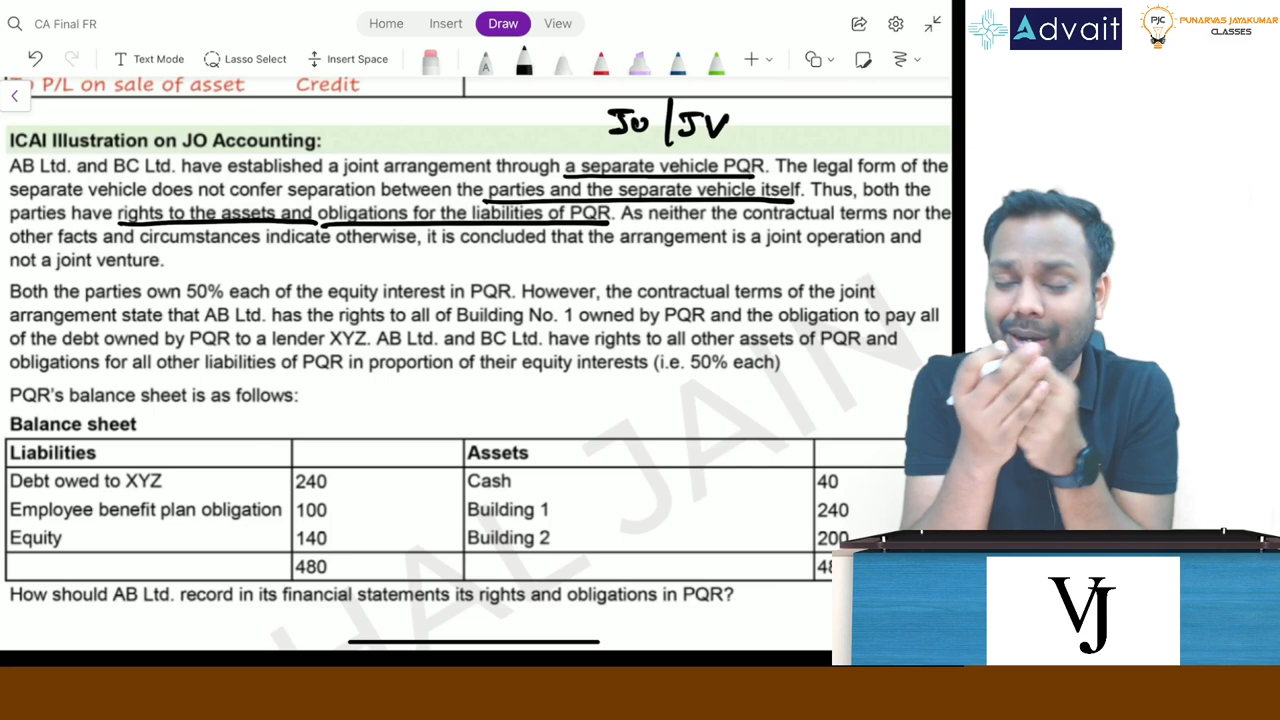 CA Final FR
Home Insert Draw View
Advait
PJC PUNARVAS JAYAKUMAR
CLASSES
Text Mode Lasso Select Insert Space
To P/L on sale of asset Credit
JO / JV
ICAI Illustration on JO Accounting:
AB Ltd. and BC Ltd. have established a joint arrangement through a separate vehicle PQR. The legal form of the
separate vehicle does not confer separation between the parties and the separate vehicle itself. Thus, both the
parties have rights to the assets and obligations for the liabilities of PQR. As neither the contractual terms nor the
other facts and circumstances indicate otherwise, it is concluded that the arrangement is a joint operation and
not a joint venture.
Both the parties own 50% each of the equity interest in PQR. However, the contractual terms of the joint
arrangement state that AB Ltd. has the rights to all of Building No. 1 owned by PQR and the obligation to pay all
of the debt owned by PQR to a lender XYZ. AB Ltd. and BC Ltd. have rights to all other assets of PQR and
obligations for all other liabilities of PQR in proportion of their equity interests (i.e. 50% each)
PQR's balance sheet is as follows:
Balance sheet
Liabilities Assets
Debt owed to XYZ 240 Cash 40
Employee benefit plan obligation 100 Building 1 240
Equity 140 Building 2 200
480
How should AB Ltd. record in its financial statements its rights and obligations in PQR?
HAL JAIN
VJ